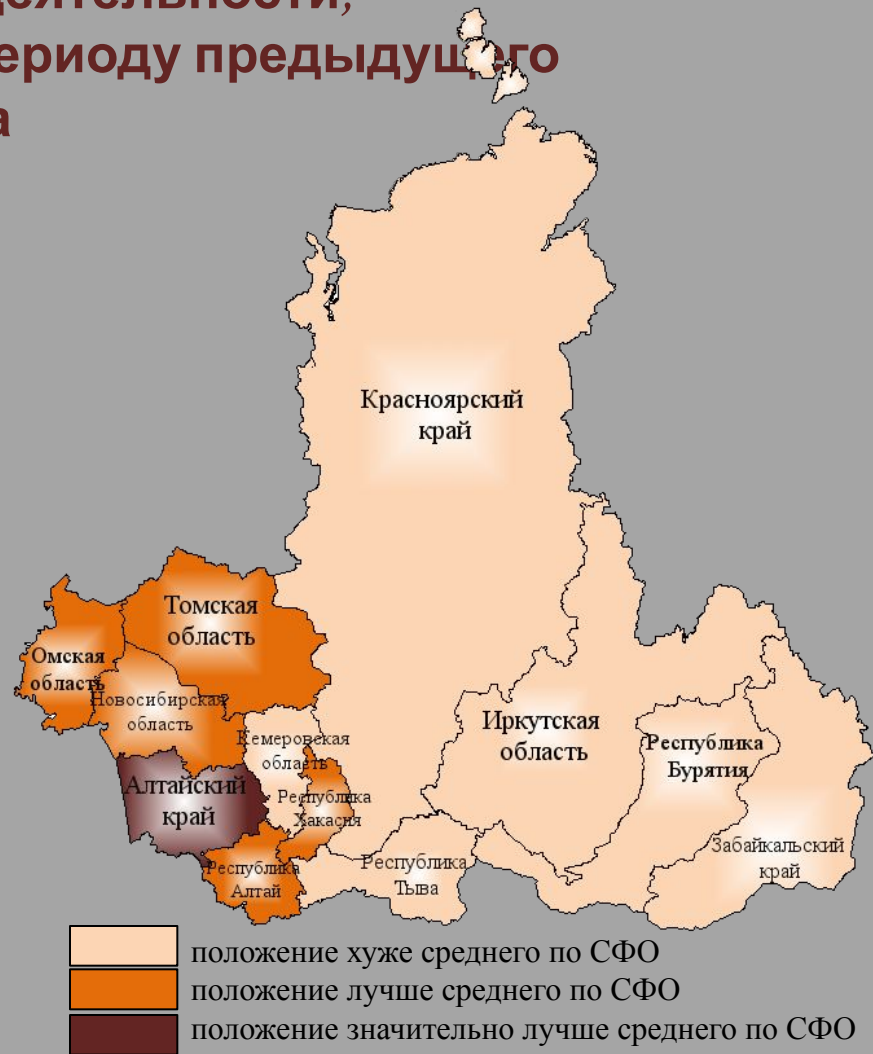 деятельности,
периоду предыдущего
Красноярский
край
Томская
область
Омская
область
Новосибирская
область
Кемеровская
область
Алтайский
край
Республика
Хакасия
Республика
Алтай
Республика
Тыва
Иркутская
область
Республика
Бурятия
Забайкальский
край
положение хуже среднего по СФО
положение лучше среднего по СФО
положение значительно лучше среднего по СФО